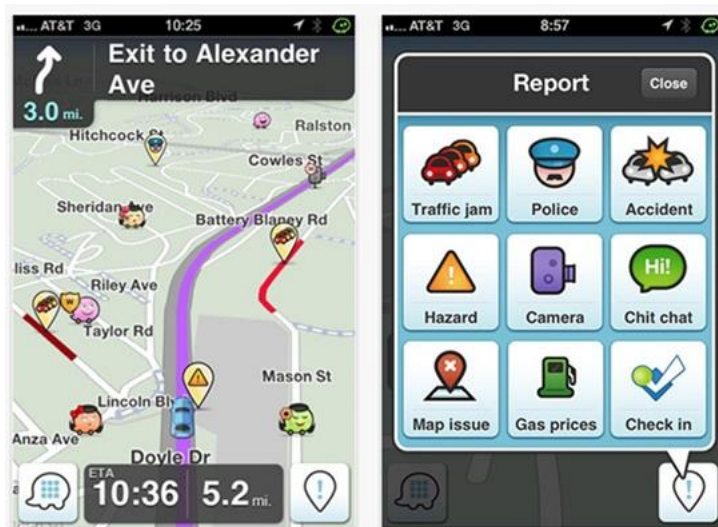 AT&T 3G 10:25
Exit to Alexander
Ave
3.0 mi.
Harrison Blvd
Hitchcock St
Ralston
Cowles St
Sheridan Ave
Battery Blaney Rd
liss Rd
Riley Ave
W
Taylor Rd
Lincoln Blv
Mason St
Anza Ave
Doyle Dr
ETA
10:36 5.2 mi.
AT&T 3G 8:57
Report Close
Traffic jam Police Accident
Hi!
Hazard Camera Chit chat
Map issue Gas prices Check in